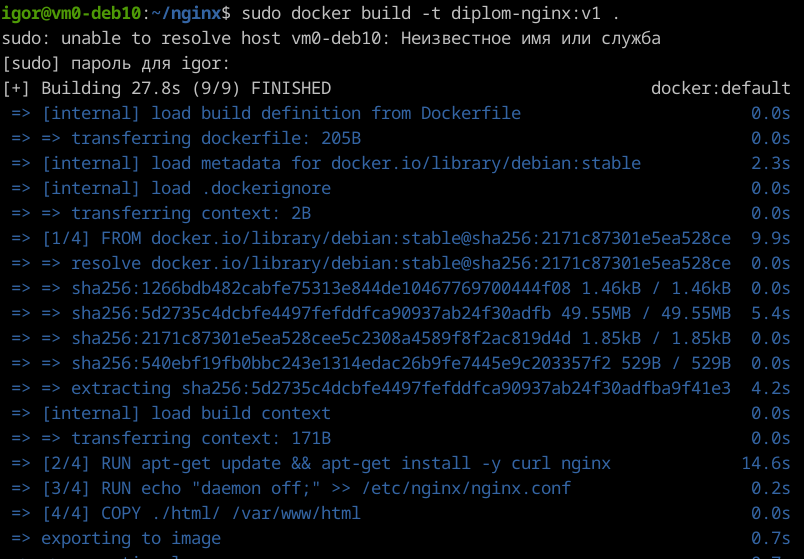 igor@vm0-deb10:~/nginx$ sudo docker build -t diplom-nginx:v1 .
sudo: unable to resolve host vm0-deb10: Неизвестное имя или служба
[sudo] пароль для igor:
[+] Building 27.8s (9/9) FINISHED docker:default
=> [internal] load build definition from Dockerfile 0.0s
=> => transferring dockerfile: 205B 0.0s
=> [internal] load metadata for docker.io/library/debian:stable 2.3s
=> [internal] load .dockerignore 0.0s
=> => transferring context: 2B 0.0s
=> [1/4] FROM docker.io/library/debian:stable@sha256:2171c87301e5ea528ce 9.9s
=> => resolve docker.io/library/debian:stable@sha256:2171c87301e5ea528ce 0.0s
=> => sha256:1266bdb482cabfe75313e844de10467769700444f08 1.46kB / 1.46kB 0.0s
=> => sha256:5d2735c4dcbfe4497fefddfca90937ab24f30adfb 49.55MB / 49.55MB 5.4s
=> => sha256:2171c87301e5ea528cee5c2308a4589f8f2ac819d4d 1.85kB / 1.85kB 0.0s
=> => sha256:540ebf19fb0bbc243e1314edac26b9fe7445e9c203357f2 529B / 529B 0.0s
=> => extracting sha256:5d2735c4dcbfe4497fefddfca90937ab24f30adfba9f41e3 4.2s
=> [internal] load build context 0.0s
=> => transferring context: 171B 0.0s
=> [2/4] RUN apt-get update && apt-get install -y curl nginx 14.6s
=> [3/4] RUN echo "daemon off;" >> /etc/nginx/nginx.conf 0.2s
=> [4/4] COPY ./html/ /var/www/html 0.0s
=> exporting to image 0.7s